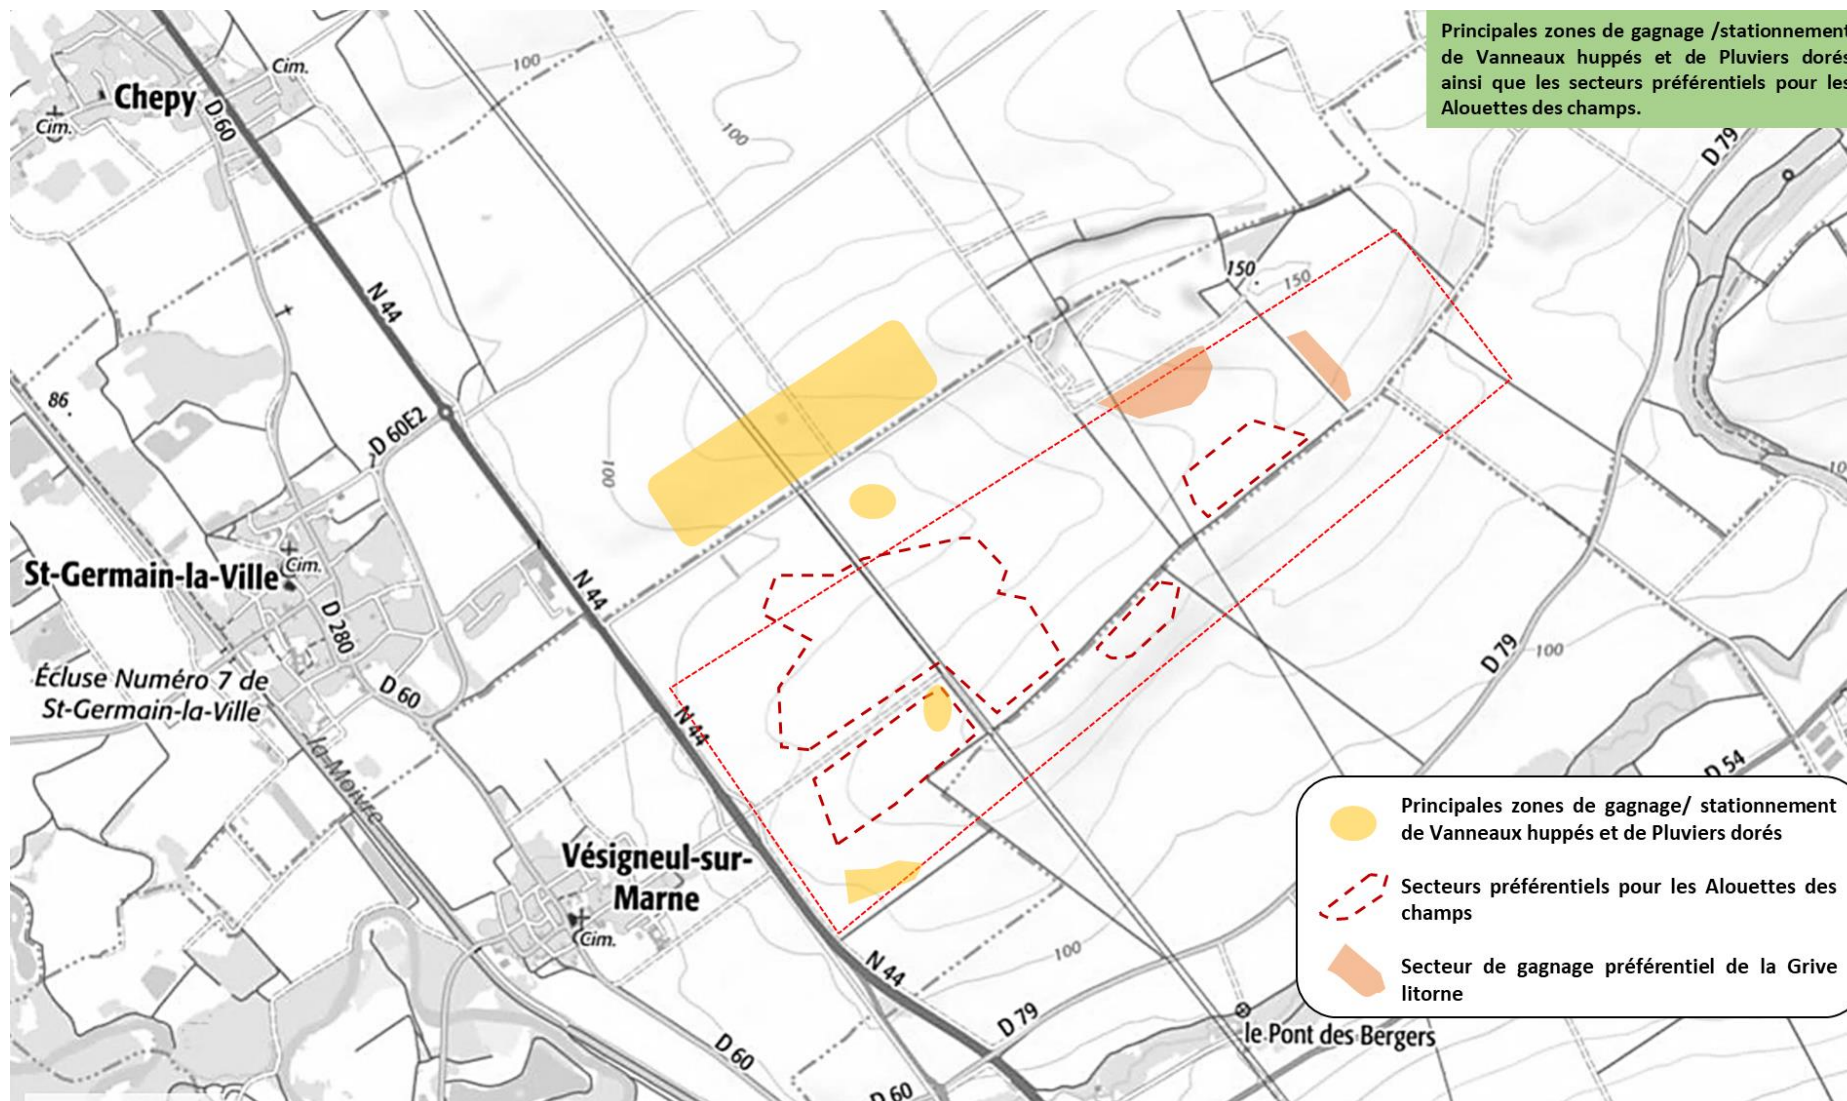 Principales zones de gagnage /stationnement
de Vanneaux huppés et de Pluviers dorés
ainsi que les secteurs préférentiels pour les
Alouettes des champs.
Cim.
100
Chepy
D 60
Cim.
100
D 79
N 44
150
150
86
D 60E2
100
10
St-Germain-la-Ville
Cim.
N 44
D 280
D 79
100
Écluse Numéro 7 de
St-Germain-la-Ville
D 60
N 44
la Moivre
D 54
Vésigneul-sur-
Marne
Cim.
100
N 44
D 79
D 60
le Pont des Bergers
D 60
Principales zones de gagnage/ stationnement
de Vanneaux huppés et de Pluviers dorés
Secteurs préférentiels pour les Alouettes des
champs
Secteur de gagnage préférentiel de la Grive
litorne